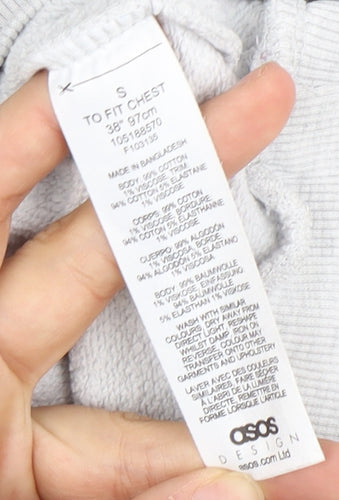 S
TO FIT CHEST
38" 97cm
105188570
F103135
MADE IN BANGLADESH
BODY: 99% COTTON
1% VISCOSE, TRIM:
94% COTTON 5% ELASTANE
1% VISCOSE
CORPS: 99% COTON
1% VISCOSE, BORDURE
94% COTON 5% ELASTHANNE
1% VISCOSE
CUERPO: 99% ALGODÓN
1% VISCOSA, BORDE
94% ALGODÓN 5% ELASTANO
1% VISCOSA
BODY: 99% BAUMWOLLE
1% VISKOSE, EINFASSUNG
94% BAUMWOLLE
5% ELASTHAN 1% VISKOSE
WASH WITH SIMILAR
COLOURS, DRY AWAY FROM
DIRECT LIGHT, RESHAPE
WHILST DAMP, IRON ON
REVERSE, COLOUR MAY
TRANSFER ONTO OTHER
GARMENTS AND UPHOLSTERY
LAVER AVEC DES COULEURS
SIMILAIRES, FAIRE SÉCHER
À L'ABRI DE LA LUMIÈRE
DIRECTE, REMETTRE EN
FORME LORSQUE L'ARTICLE
asos
DESIGN
asos.com Ltd